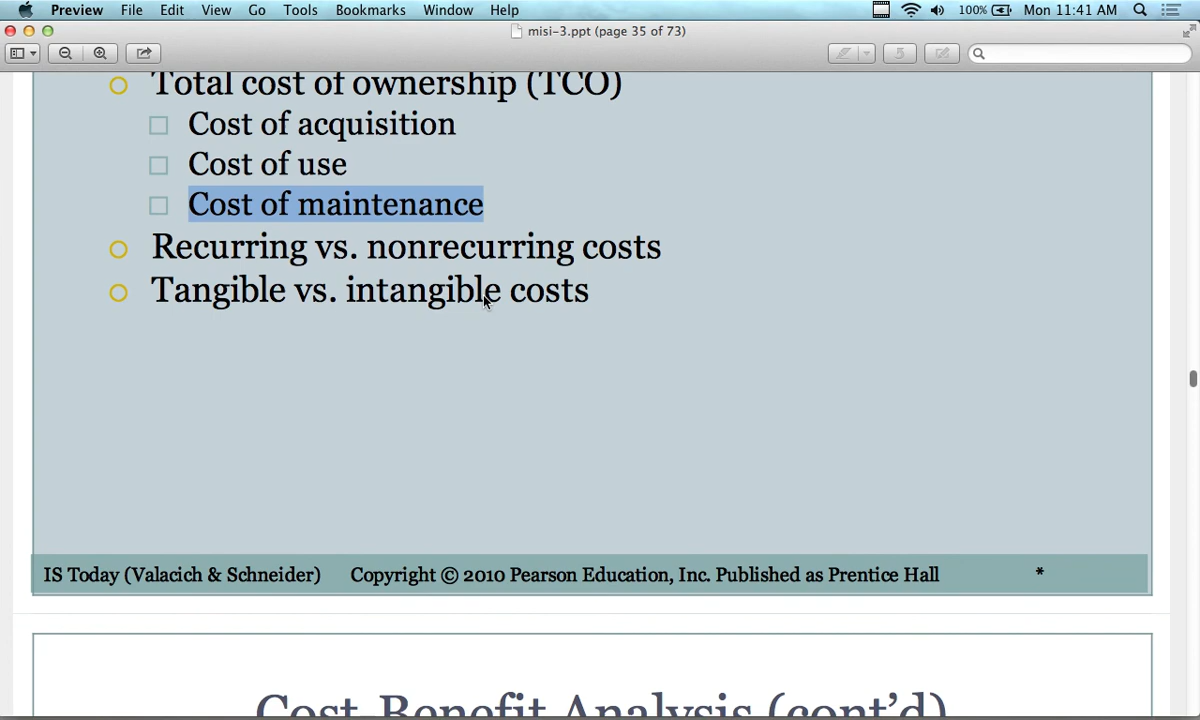 Preview File Edit View Go Tools Bookmarks Window Help 100% Mon 11:41 AM
misi-3.ppt (page 35 of 73)
Total cost of ownership (TCO)
Cost of acquisition
Cost of use
Cost of maintenance
Recurring vs. nonrecurring costs
Tangible vs. intangible costs
IS Today (Valacich & Schneider) Copyright © 2010 Pearson Education, Inc. Published as Prentice Hall *
Cost-Benefit Analysis (cont’d)